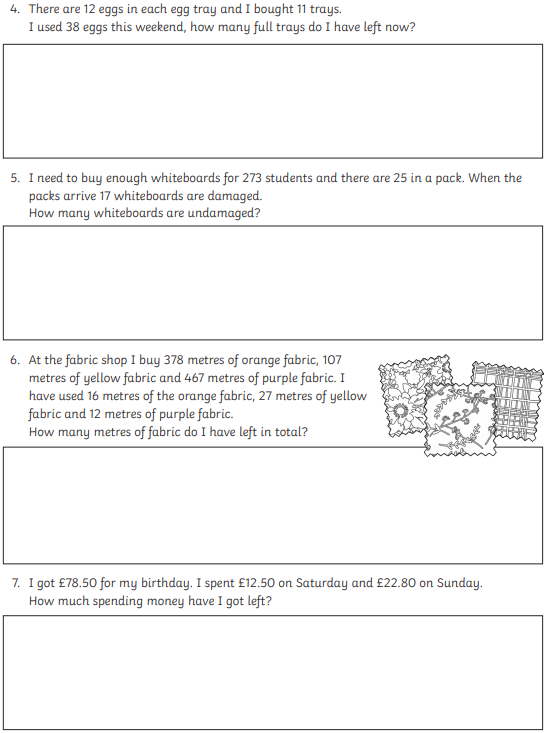 4. There are 12 eggs in each egg tray and I bought 11 trays.
I used 38 eggs this weekend, how many full trays do I have left now?
5. I need to buy enough whiteboards for 273 students and there are 25 in a pack. When the
packs arrive 17 whiteboards are damaged.
How many whiteboards are undamaged?
6. At the fabric shop I buy 378 metres of orange fabric, 107
metres of yellow fabric and 467 metres of purple fabric. I
have used 16 metres of the orange fabric, 27 metres of yellow
fabric and 12 metres of purple fabric.
How many metres of fabric do I have left in total?
7. I got £78.50 for my birthday. I spent £12.50 on Saturday and £22.80 on Sunday.
How much spending money have I got left?